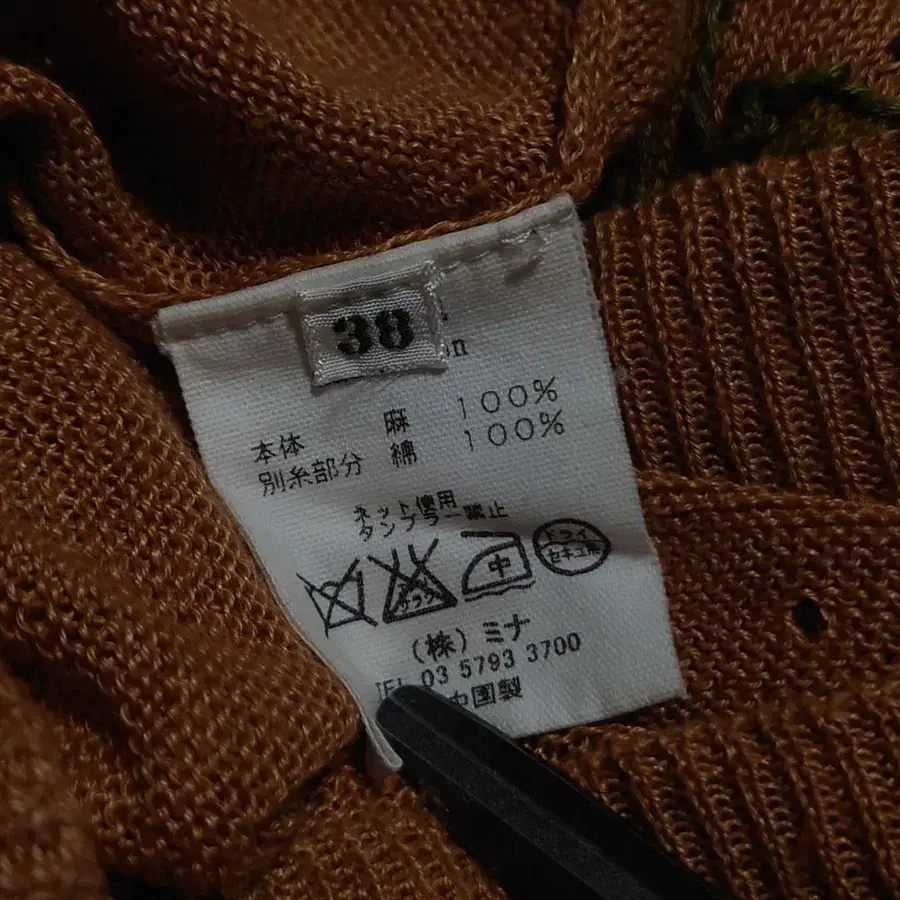 38
本体 麻 100%
別糸部分 綿 100%
ネット使用
タンブラー禁止
中
ドライ
セキユ系
(株)ミナ
TEL 03 5793 3700
中国製